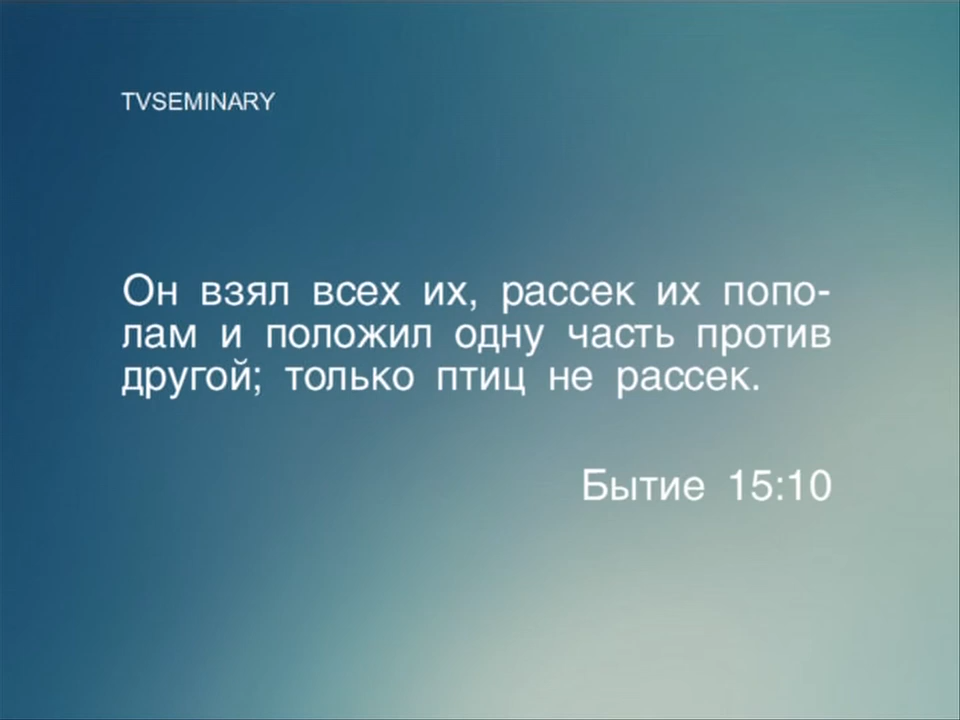 TVSEMINARY
Он взял всех их, рассек их попо-
лам и положил одну часть против
другой; только птиц не рассек.
Бытие 15:10